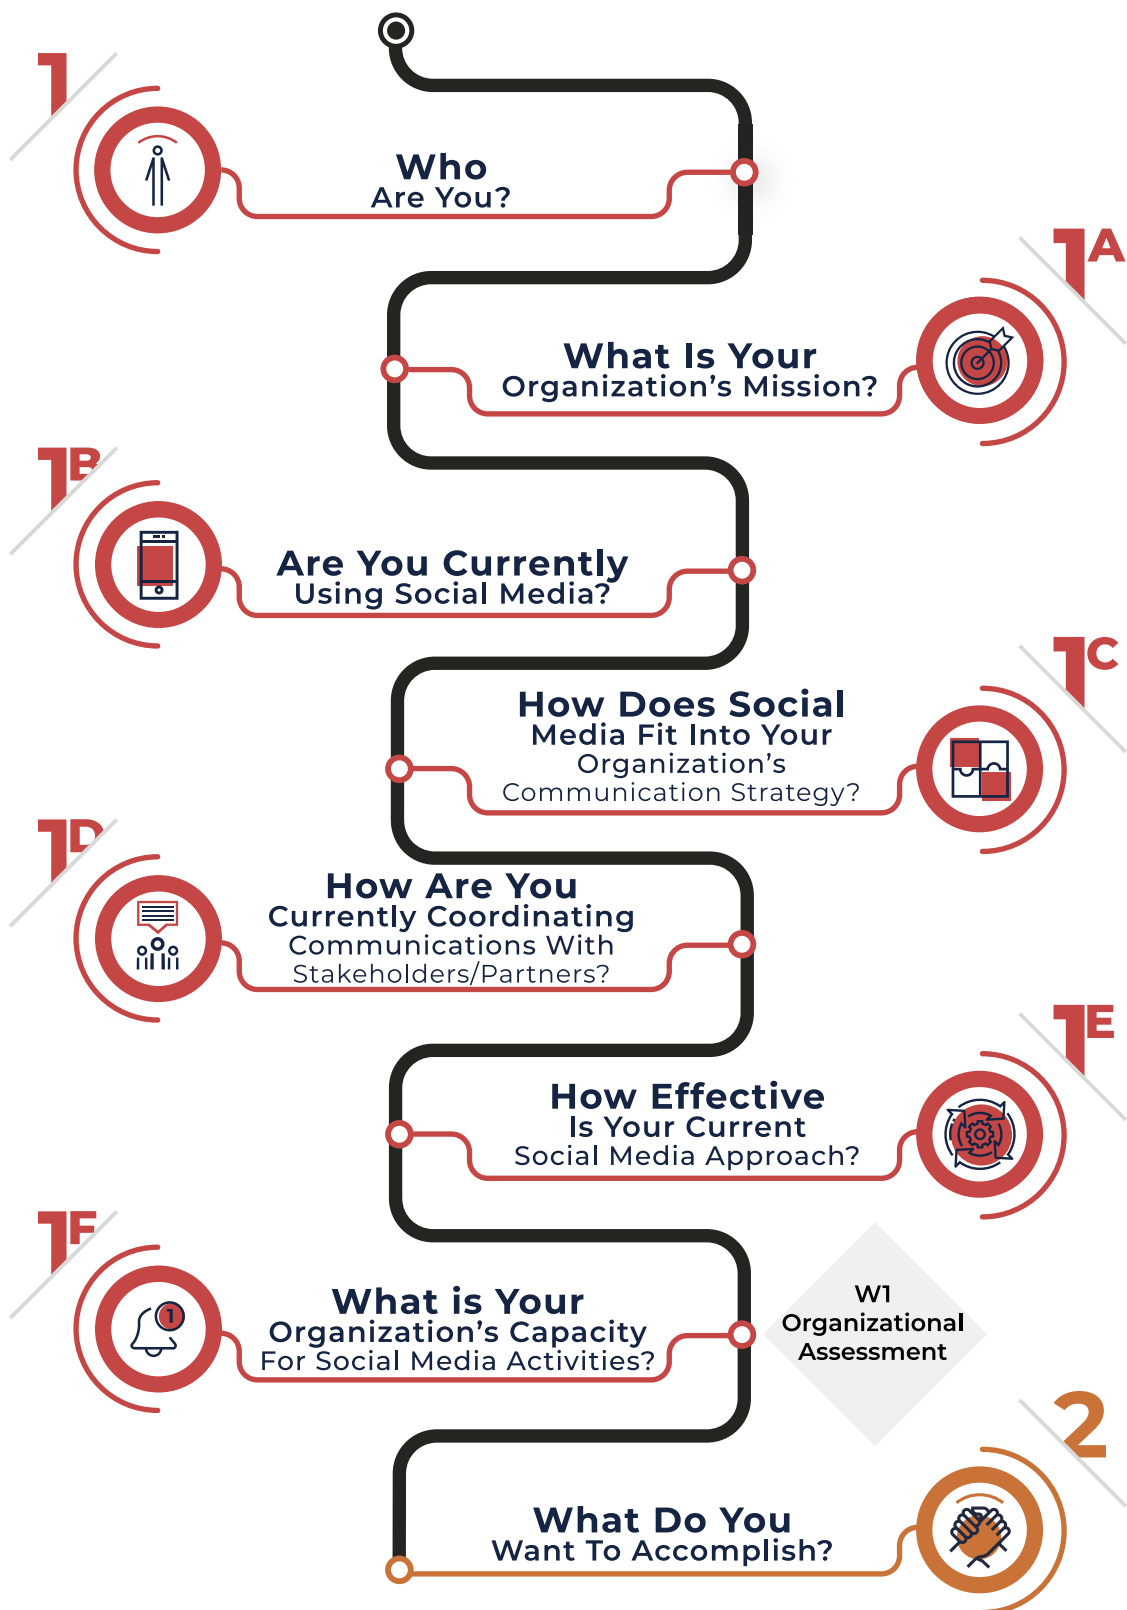 1
Who
Are You?
1A
What Is Your
Organization's Mission?
1B
Are You Currently
Using Social Media?
1C
How Does Social
Media Fit Into Your
Organization's
Communication Strategy?
1D
How Are You
Currently Coordinating
Communications With
Stakeholders/Partners?
1E
How Effective
Is Your Current
Social Media Approach?
1F
1
What is Your
Organization's Capacity
For Social Media Activities?
W1
Organizational
Assessment
2
What Do You
Want To Accomplish?